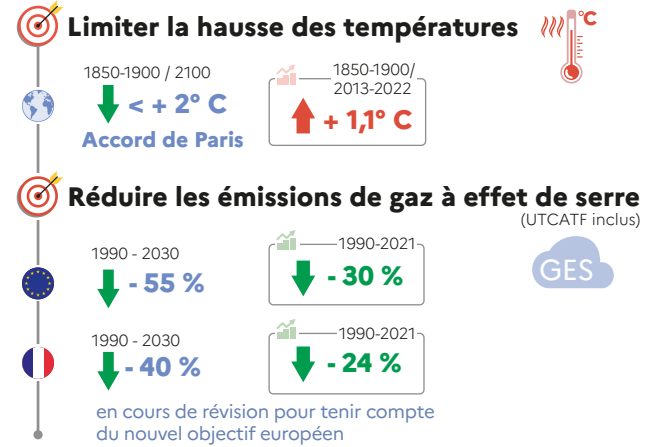 Limiter la hausse des températures
°C
1850-1900 / 2100
< + 2° C
Accord de Paris
1850-1900/
2013-2022
+ 1,1° C
Réduire les émissions de gaz à effet de serre
(UTCATF inclus)
GES
1990 - 2030
- 55 %
1990-2021
- 30 %
1990 - 2030
- 40 %
1990-2021
- 24 %
en cours de révision pour tenir compte
du nouvel objectif européen